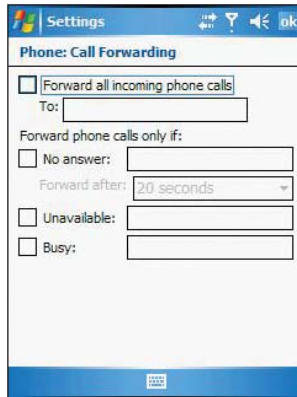 Settings
ok
Phone: Call Forwarding
Forward all incoming phone calls
To:
Forward phone calls only if:
No answer:
Forward after: 20 seconds
Unavailable:
Busy: